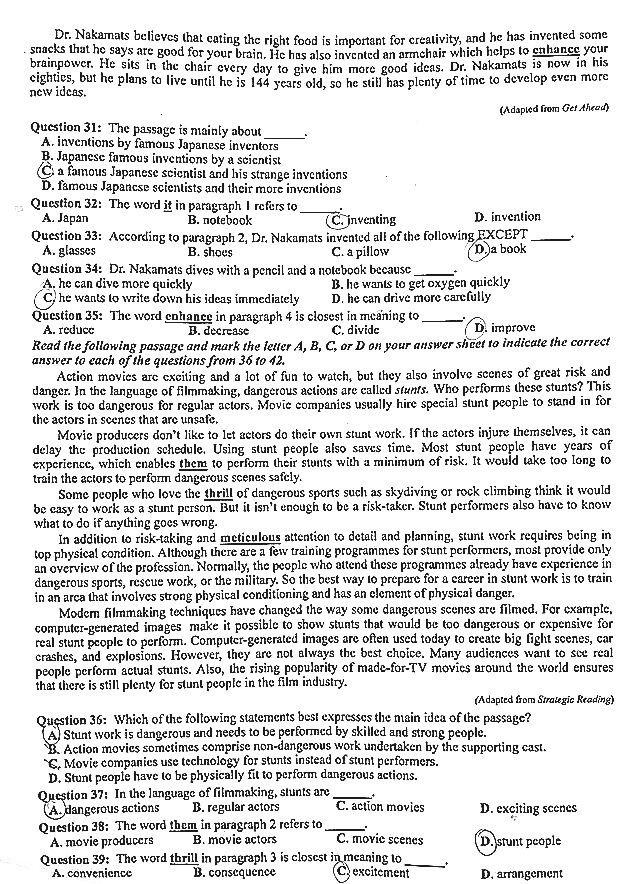 Dr. Nakamats believes that eating the right food is important for creativity, and he has invented some
snacks that he says are good for your brain. He has also invented an armchair which helps to enhance your
brainpower. He sits in the chair every day to give him more good ideas. Dr. Nakamats is now in his
eighties, but he plans to live until he is 144 years old, so he still has plenty of time to develop even more
new ideas.
(Adapted from Get Ahead)
Question 31: The passage is mainly about ______.
A. inventions by famous Japanese inventors
B. Japanese famous inventions by a scientist
C. a famous Japanese scientist and his strange inventions
D. famous Japanese scientists and their more inventions
Question 32: The word it in paragraph 1 refers to ______.
A. Japan B. notebook C. inventing D. invention
Question 33: According to paragraph 2, Dr. Nakamats invented all of the following EXCEPT ______.
A. glasses B. shoes C. a pillow D. a book
Question 34: Dr. Nakamats dives with a pencil and a notebook because ______.
A. he can dive more quickly B. he wants to get oxygen quickly
C. he wants to write down his ideas immediately D. he can drive more carefully
Question 35: The word enhance in paragraph 4 is closest in meaning to ______.
A. reduce B. decrease C. divide D. improve
Read the following passage and mark the letter A, B, C, or D on your answer sheet to indicate the correct
answer to each of the questions from 36 to 42.
Action movies are exciting and a lot of fun to watch, but they also involve scenes of great risk and
danger. In the language of filmmaking, dangerous actions are called stunts. Who performs these stunts? This
work is too dangerous for regular actors. Movie companies usually hire special stunt people to stand in for
the actors in scenes that are unsafe.
Movie producers don't like to let actors do their own stunt work. If the actors injure themselves, it can
delay the production schedule. Using stunt people also saves time. Most stunt people have years of
experience, which enables them to perform their stunts with a minimum of risk. It would take too long to
train the actors to perform dangerous scenes safely.
Some people who love the thrill of dangerous sports such as skydiving or rock climbing think it would
be easy to work as a stunt person. But it isn't enough to be a risk-taker. Stunt performers also have to know
what to do if anything goes wrong.
In addition to risk-taking and meticulous attention to detail and planning, stunt work requires being in
top physical condition. Although there are a few training programmes for stunt performers, most provide only
an overview of the profession. Normally, the people who attend these programmes already have experience in
dangerous sports, rescue work, or the military. So the best way to prepare for a career in stunt work is to train
in an area that involves strong physical conditioning and has an element of physical danger.
Modern filmmaking techniques have changed the way some dangerous scenes are filmed. For example,
computer-generated images make it possible to show stunts that would be too dangerous or expensive for
real stunt people to perform. Computer-generated images are often used today to create big fight scenes, car
crashes, and explosions. However, they are not always the best choice. Many audiences want to see real
people perform actual stunts. Also, the rising popularity of made-for-TV movies around the world ensures
that there is still plenty for stunt people in the film industry.
(Adapted from Strategic Reading)
Question 36: Which of the following statements best expresses the main idea of the passage?
A. Stunt work is dangerous and needs to be performed by skilled and strong people.
B. Action movies sometimes comprise non-dangerous work undertaken by the supporting cast.
C. Movie companies use technology for stunts instead of stunt performers.
D. Stunt people have to be physically fit to perform dangerous actions.
Question 37: In the language of filmmaking, stunts are ______.
A. dangerous actions B. regular actors C. action movies D. exciting scenes
Question 38: The word them in paragraph 2 refers to ______.
A. movie producers B. movie actors C. movie scenes D. stunt people
Question 39: The word thrill in paragraph 3 is closest in meaning to ______.
A. convenience B. consequence C. excitement D. arrangement